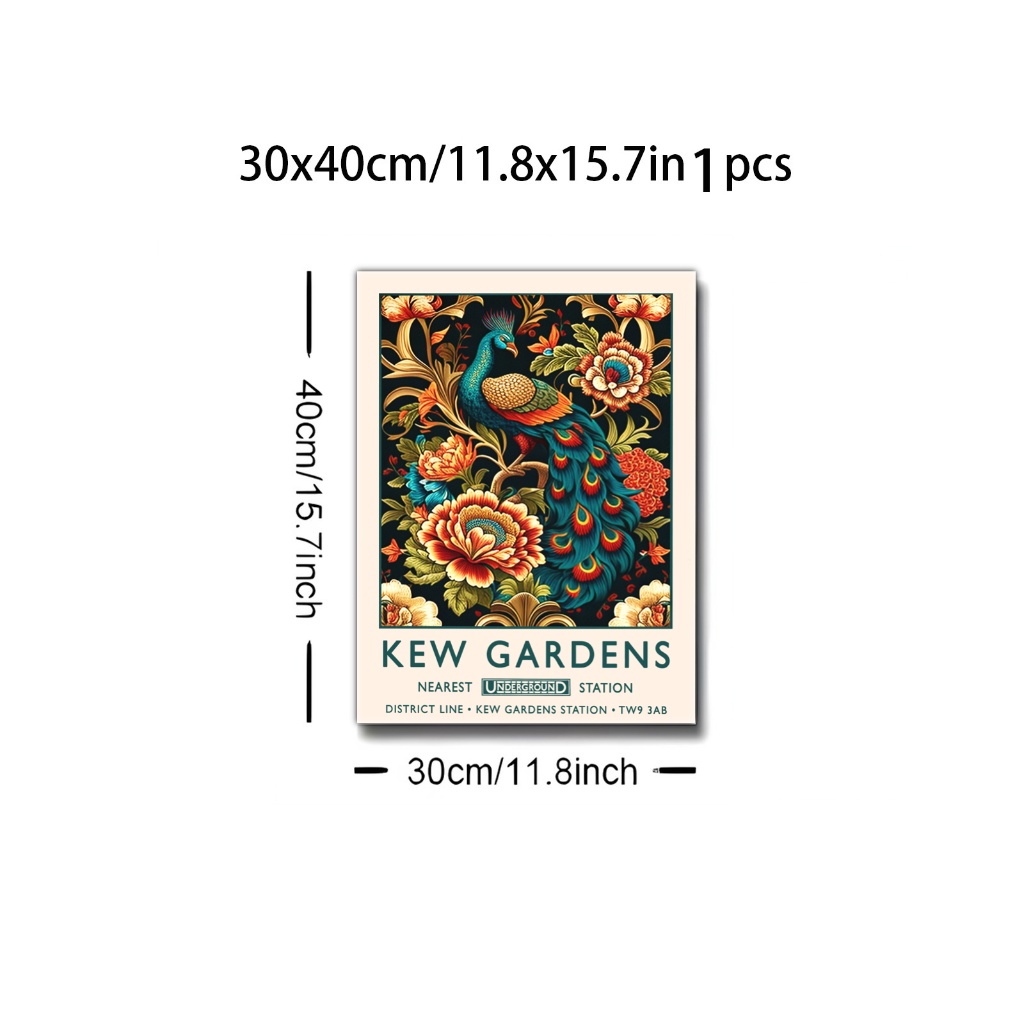 30x40cm/11.8x15.7in 1 pcs
40cm/15.7inch
KEW GARDENS
NEAREST UNDERGROUND STATION
DISTRICT LINE • KEW GARDENS STATION • TW9 3AB
30cm/11.8inch